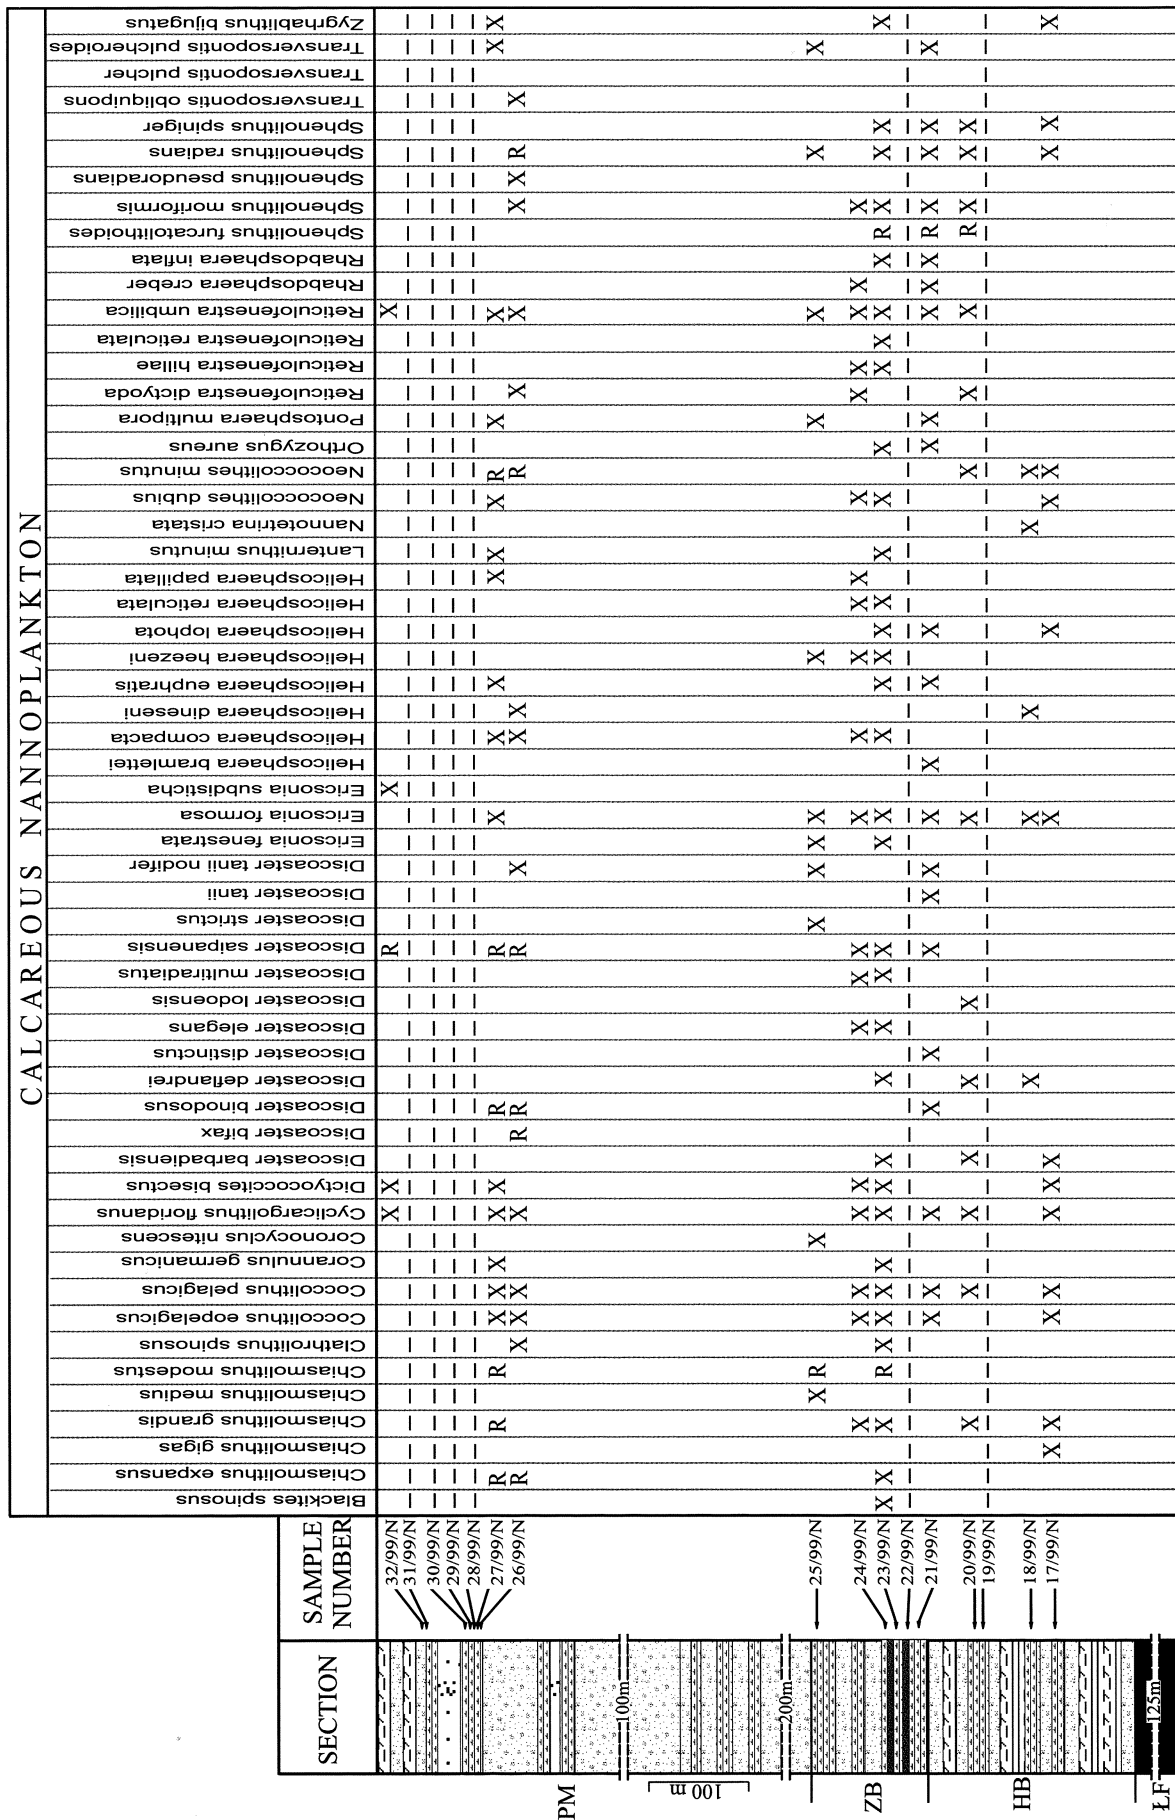 CALCAREOUS NANNOPLANKTON
Zygrhablithus bijugatus X X X
Transversopontis pulcheroides X X X
Transversopontis pulcher
Transversopontis obliquipons X
Sphenolithus spiniger X X X X
Sphenolithus radians R X X X X X
Sphenolithus pseudoradians X
Sphenolithus moriformis X X X X X
Sphenolithus furcatolithoides R R R
Rhabdosphaera inflata X X
Rhabdosphaera creber X X
Reticulofenestra umbilica X X X X X X X X
Reticulofenestra reticulata X
Reticulofenestra hillae X X
Reticulofenestra dictyoda X X X
Pontosphaera multipora X X X
Orthozygus aureus X X
Neococcolithes minutus R R X X X
Neococcolithes dubius X X X X
Nannotetrina cristata X
Lanternithus minutus X X
Helicosphaera papillata X X
Helicosphaera reticulata X X
Helicosphaera lophota X X X
Helicosphaera heezeni X X X
Helicosphaera euphratis X X X
Helicosphaera dineseni X X
Helicosphaera compacta X X X X
Helicosphaera bramlettei X
Ericsonia subdisticha X
Ericsonia formosa X X X X X X X X
Ericsonia fenestrata X X
Discoaster tanii nodifer X X X
Discoaster tanii X
Discoaster strictus X
Discoaster saipanensis R R R X X X
Discoaster multiradiatus X X
Discoaster lodoensis X
Discoaster elegans X X
Discoaster distinctus X
Discoaster deflandrei X X X
Discoaster binodosus R R X
Discoaster bifax R
Discoaster barbadiensis X X X
Dictyococcites bisectus X X X X X
Cyclicargolithus floridanus X X X X X X X X
Coronocyclus nitescens X
Corannulus germanicus X X
Coccolithus pelagicus X X X X X X X
Coccolithus eopelagicus X X X X X X
Clathrolithus spinosus X X
Chiasmolithus modestus R R R
Chiasmolithus medius X
Chiasmolithus grandis R X X X X
Chiasmolithus gigas X
Chiasmolithus expansus R R X
Blackites spinosus X
SAMPLE
NUMBER
32/99/N
31/99/N
30/99/N
29/99/N
28/99/N
27/99/N
26/99/N
25/99/N
24/99/N
23/99/N
22/99/N
21/99/N
20/99/N
19/99/N
18/99/N
17/99/N
SECTION
100m
200m
125m
100 m
PM
ZB
HB
ŁF